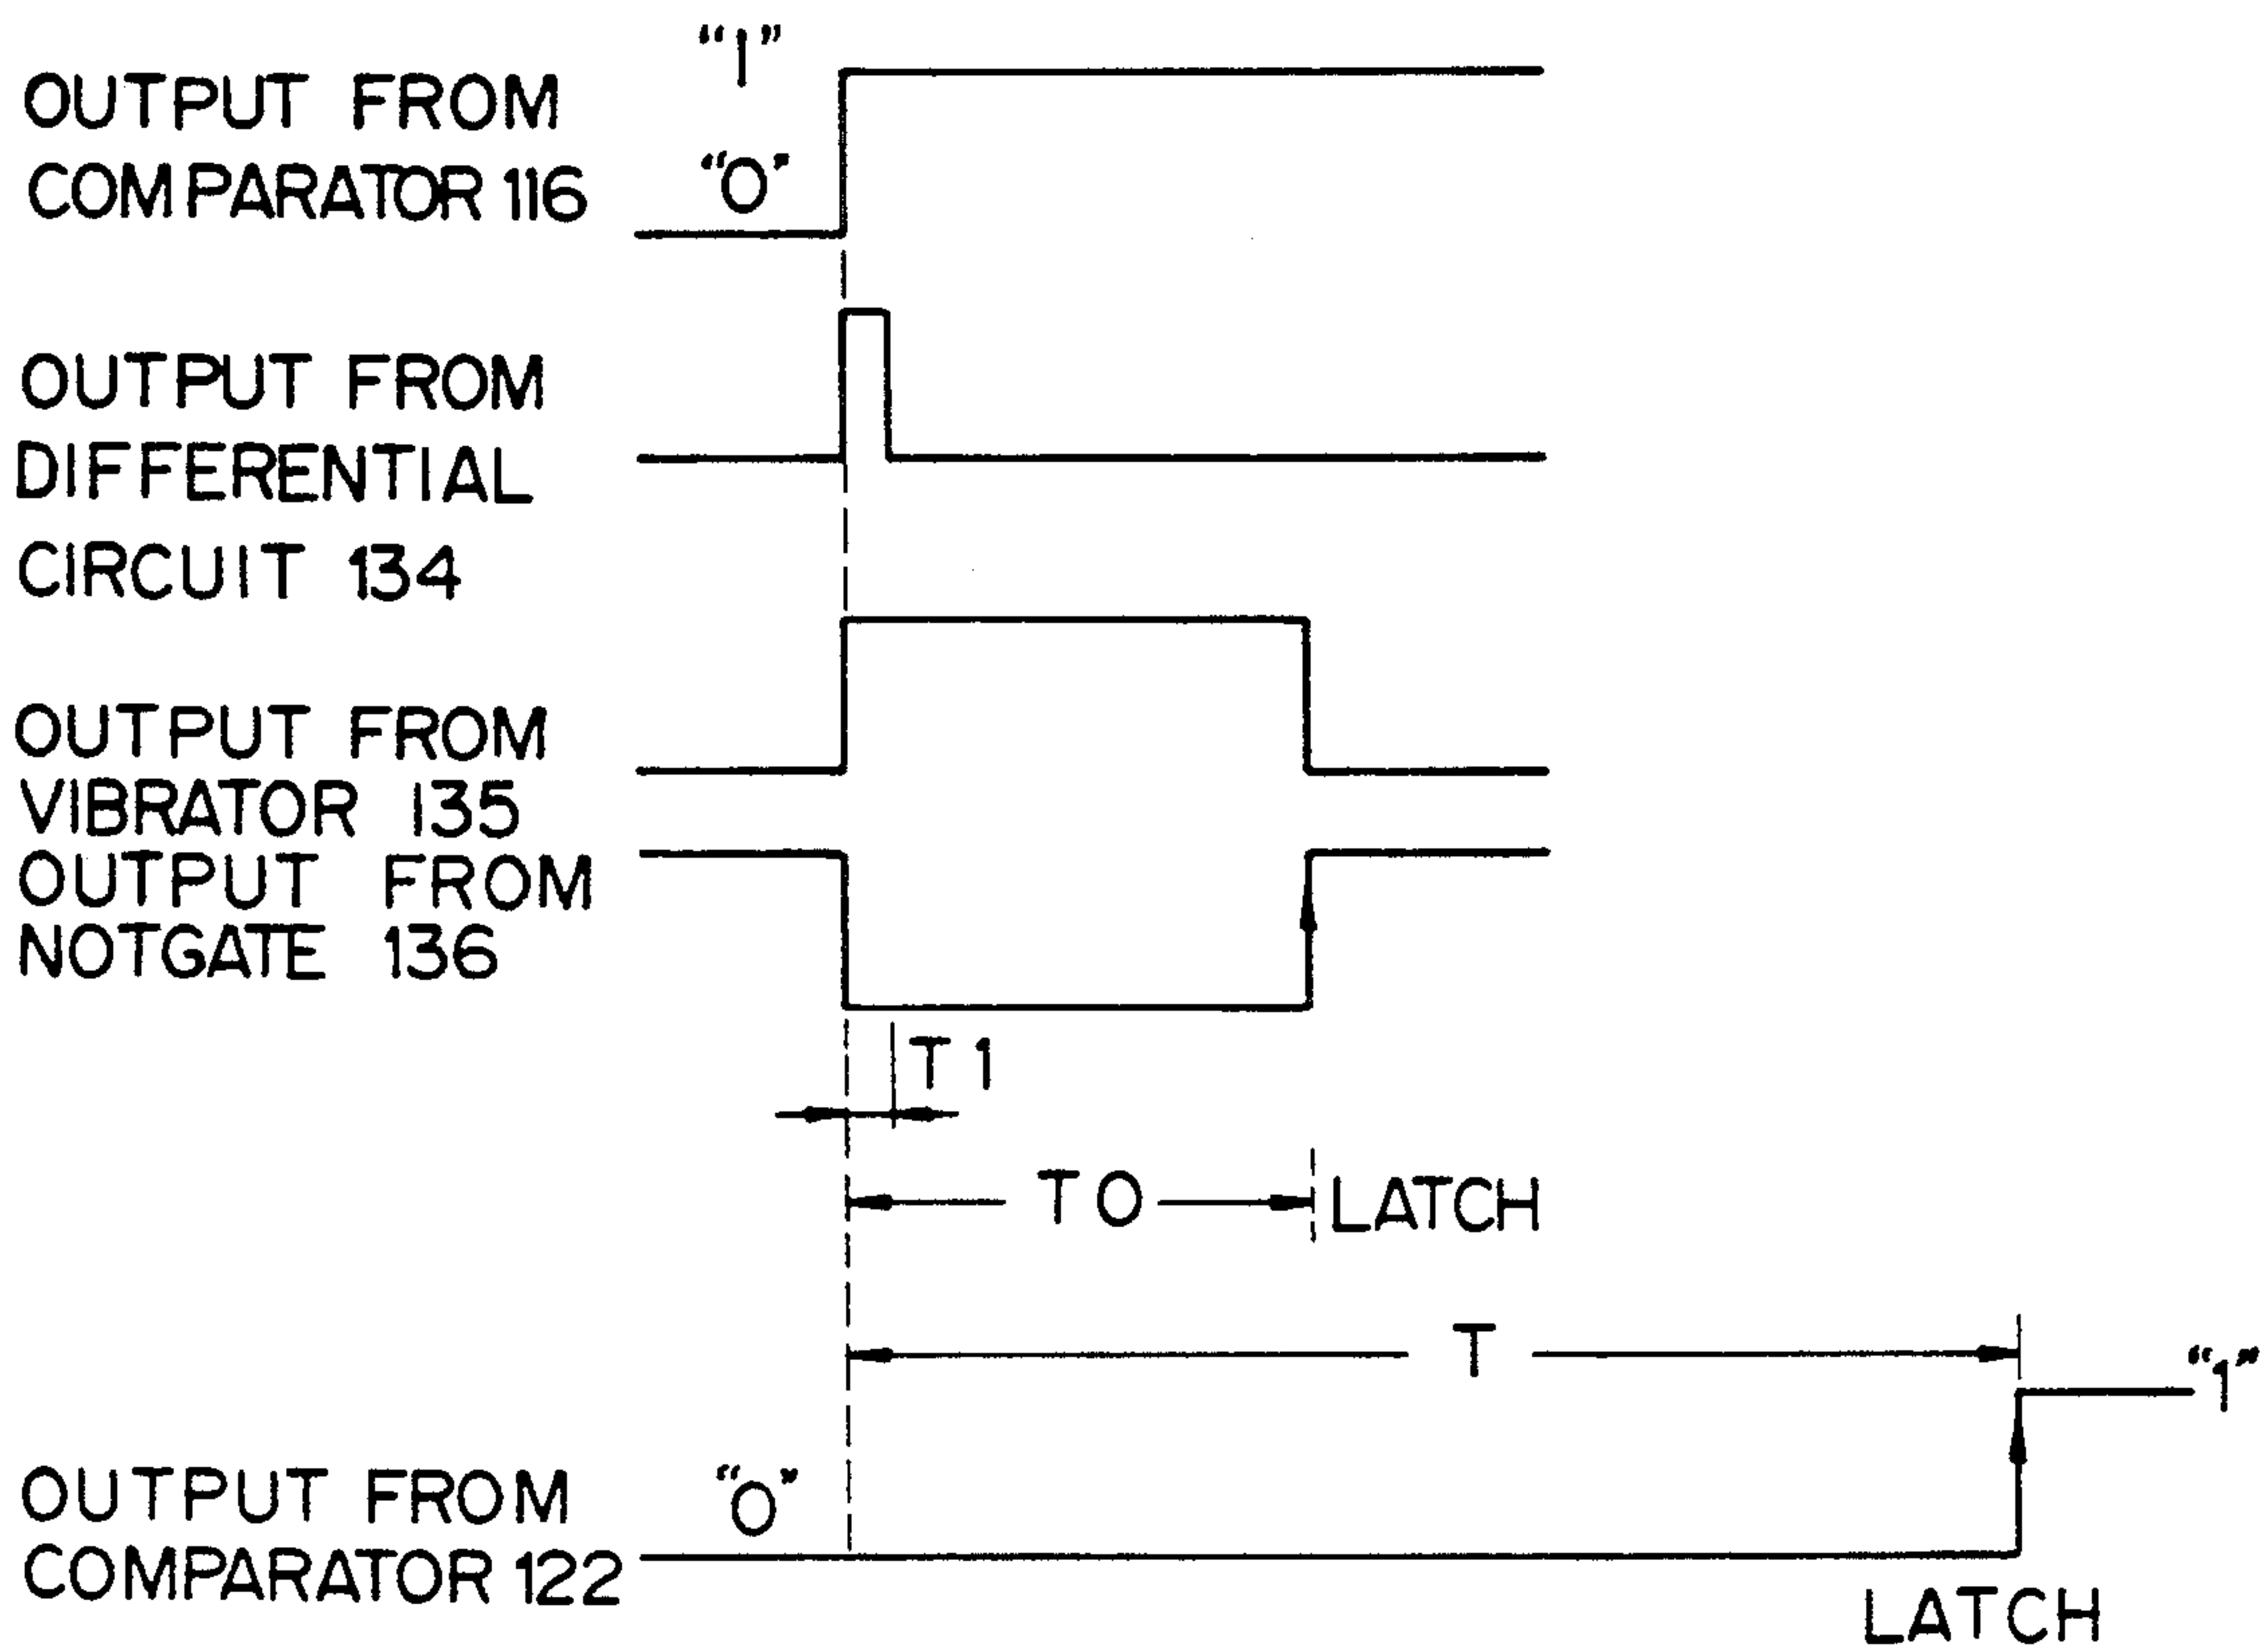 "1"
OUTPUT FROM
COMPARATOR 116
"0"
OUTPUT FROM
DIFFERENTIAL
CIRCUIT 134
OUTPUT FROM
VIBRATOR 135
OUTPUT FROM
NOTGATE 136
T1
TO LATCH
T
"1"
"0"
OUTPUT FROM
COMPARATOR 122
LATCH